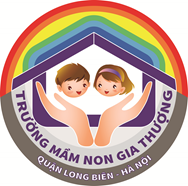 TRƯỜNG MẦM NON GIA THƯỢNG
QUẬN LONG BIÊN - HÀ NỘI